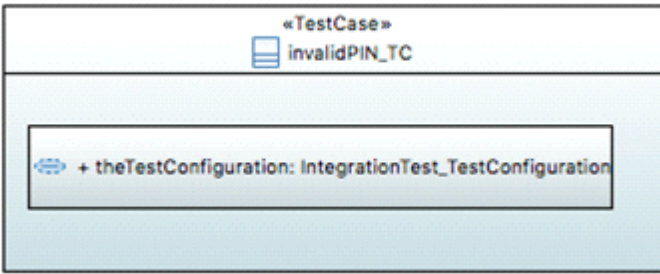 «TestCase»
invalidPIN_TC
+ theTestConfiguration: IntegrationTest_TestConfiguration